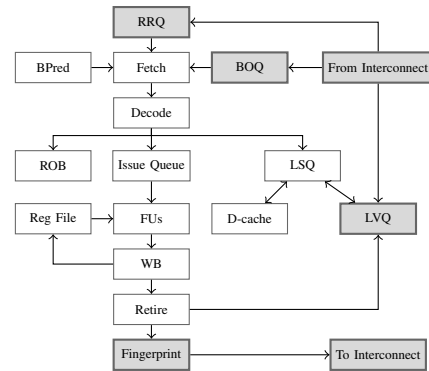 RRQ
BPred
Fetch
BOQ
From Interconnect
Decode
ROB
Issue Queue
LSQ
Reg File
FUs
D-cache
LVQ
WB
Retire
Fingerprint
To Interconnect